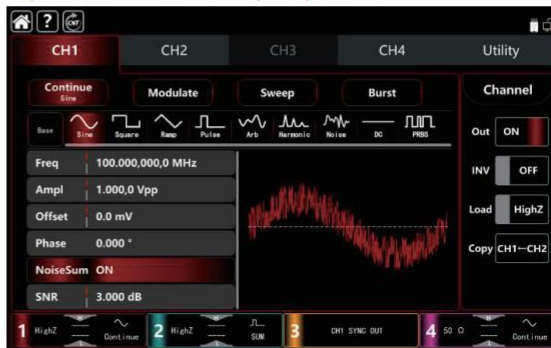 ? CNT
CH1 CH2 CH3 CH4 Utility
Continue Sine Modulate Sweep Burst Channel
Base Sine Square Ramp Pulse Arb Harmonic Noise DC PRBS
Out ON
Freq 100.000,000,0 MHz
Ampl 1.000,0 Vpp
INV OFF
Offset 0.0 mV
Load HighZ
Phase 0.000 °
Copy CH1←CH2
NoiseSum ON
SNR 3.000 dB
1 HighZ Continue 2 HighZ SUM 3 CH1 SYNC OUT 4 50 Ω Continue